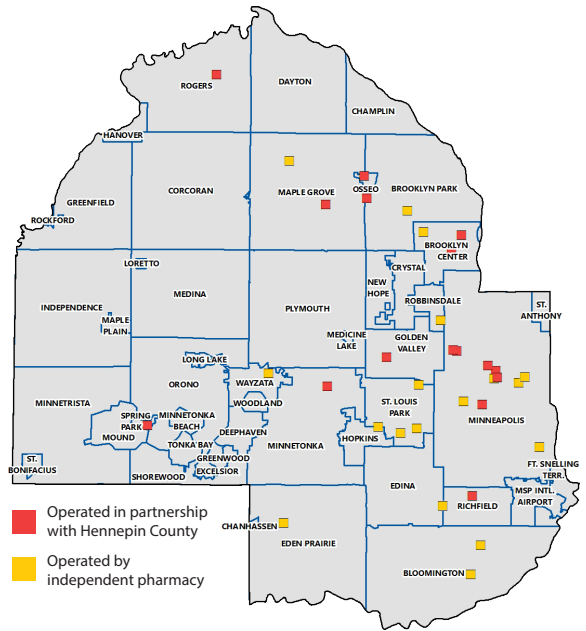 ROGERS
DAYTON
CHAMPLIN
HANOVER
GREENFIELD
CORCORAN
MAPLE GROVE
OSSEO
BROOKLYN PARK
ROCKFORD
BROOKLYN
CENTER
LORETTO
CRYSTAL
NEW
HOPE
ROBBINSDALE
INDEPENDENCE
MAPLE
PLAIN
MEDINA
PLYMOUTH
ST.
ANTHONY
MEDICINE
LAKE
GOLDEN
VALLEY
LONG LAKE
ORONO
WAYZATA
WOODLAND
MINNETRISTA
SPRING
PARK
MOUND
MINNETONKA
BEACH
TONKA BAY
DEEPHAVEN
GREENWOOD
EXCELSIOR
MINNETONKA
HOPKINS
ST. LOUIS
PARK
MINNEAPOLIS
ST.
BONIFACIUS
SHOREWOOD
EDINA
FT. SNELLING
TERR.
MSP INTL.
AIRPORT
RICHFIELD
CHANHASSEN
EDEN PRAIRIE
BLOOMINGTON
Operated in partnership
with Hennepin County
Operated by
independent pharmacy